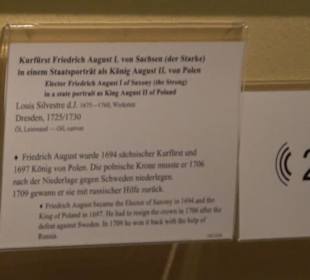 Kurfürst Friedrich August I. von Sachsen (der Starke)
in einem Staatsporträt als König August II. von Polen
Elector Friedrich August I of Saxony (the Strong)
in a state portrait as King August II of Poland
Louis Silvestre d.J. 1675–1760, Werkstatt
Dresden, 1725/1730
Öl, Leinwand — Oil, canvas
♦ Friedrich August wurde 1694 sächsischer Kurfürst und
1697 König von Polen. Die polnische Krone musste er 1706
nach der Niederlage gegen Schweden niederlegen.
1709 gewann er sie mit russischer Hilfe zurück.
♦ Friedrich August became the Elector of Saxony in 1694 and the
King of Poland in 1697. He had to resign the crown in 1706 after the
defeat against Sweden. In 1709 he won it back with the help of
Russia.
2